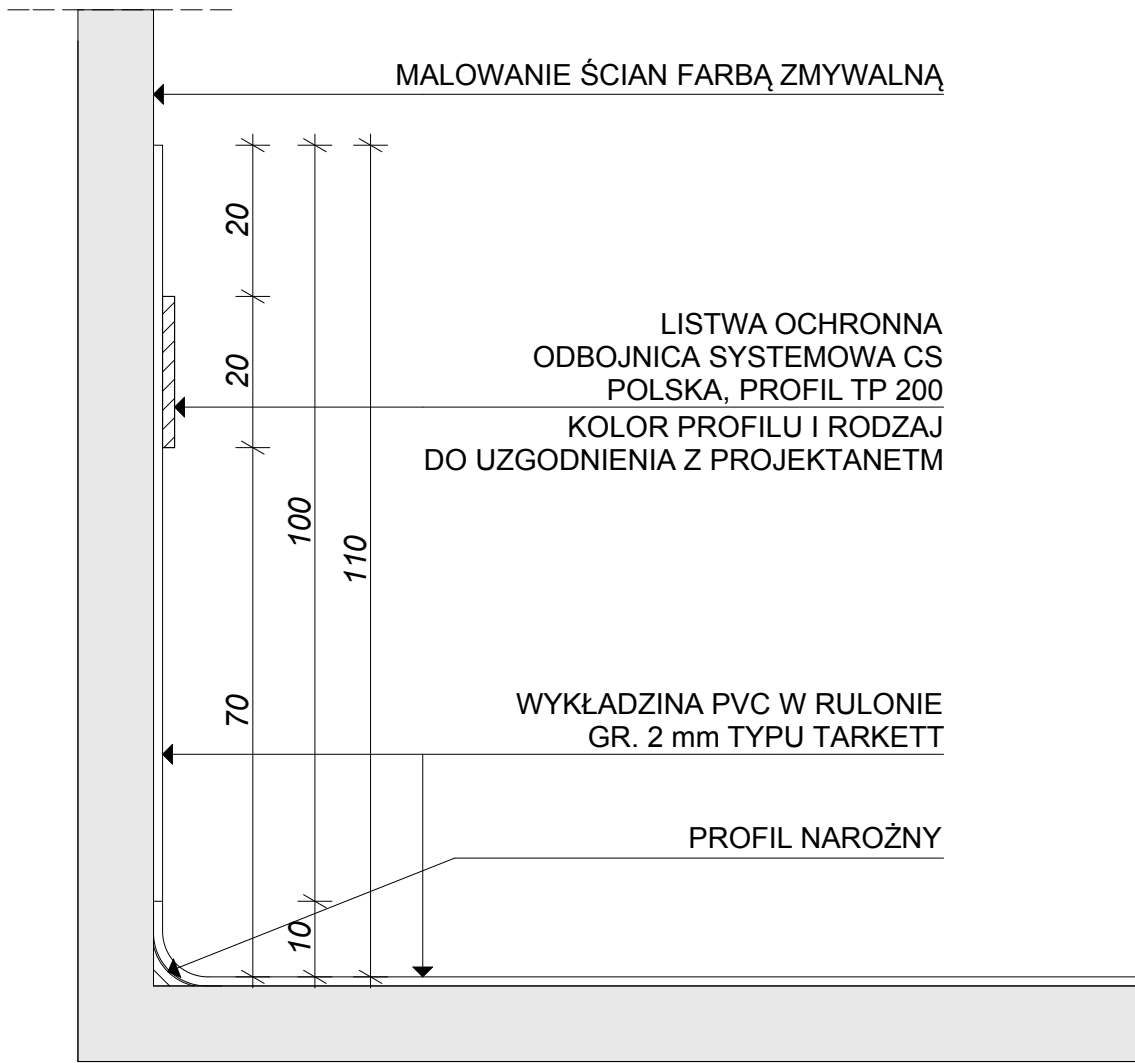 MALOWANIE ŚCIAN FARBĄ ZMYWALNĄ
20
20
100
110
70
10
LISTWA OCHRONNA
ODBOJNICA SYSTEMOWA CS
POLSKA, PROFIL TP 200
KOLOR PROFILU I RODZAJ
DO UZGODNIENIA Z PROJEKTANETM
WYKŁADZINA PVC W RULONIE
GR. 2 mm TYPU TARKETT
PROFIL NAROŻNY